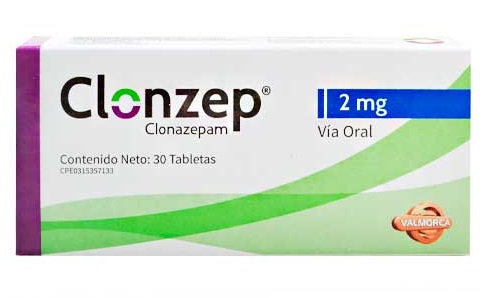 Clonzep®
Clonazepam
2 mg
Vía Oral
Contenido Neto: 30 Tabletas
CPE0315357133
VALMORCA